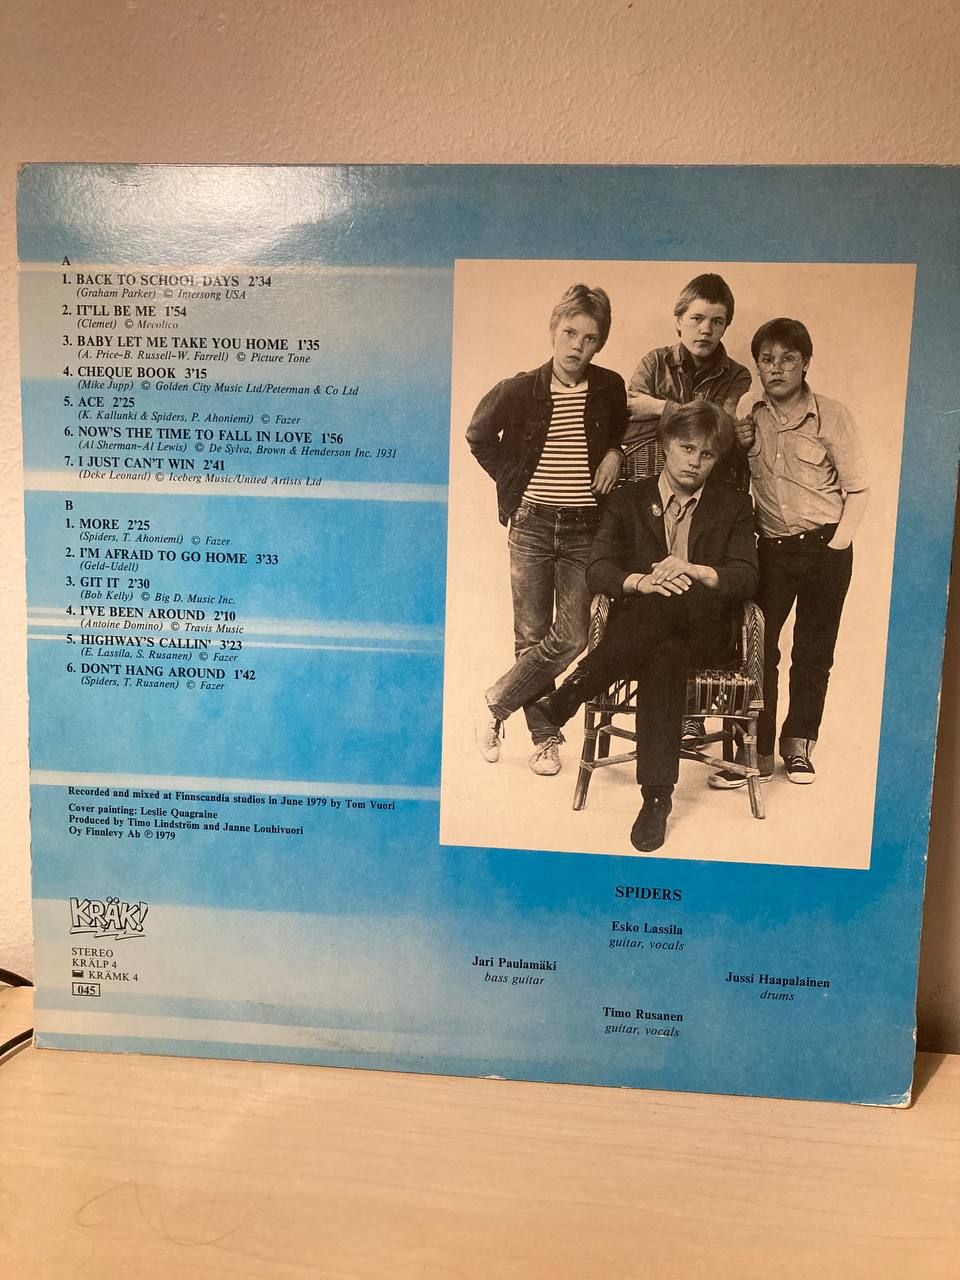 A
1. BACK TO SCHOOL DAYS 2'34
(Graham Parker) © Intersong USA
2. IT'LL BE ME 1'54
(Clemet) © Mecolico
3. BABY LET ME TAKE YOU HOME 1'35
(A. Price-B. Russell-W. Farrell) © Picture Tone
4. CHEQUE BOOK 3'15
(Mike Jupp) © Golden City Music Ltd/Peterman & Co Ltd
5. ACE 2'25
(K. Kallunki & Spiders, P. Ahoniemi) © Fazer
6. NOW'S THE TIME TO FALL IN LOVE 1'56
(Al Sherman-Al Lewis) © De Sylva, Brown & Henderson Inc. 1931
7. I JUST CAN'T WIN 2'41
(Deke Leonard) © Iceberg Music/United Artists Ltd
B
1. MORE 2'25
(Spiders, T. Ahoniemi) © Fazer
2. I'M AFRAID TO GO HOME 3'33
(Geld-Udell)
3. GIT IT 2'30
(Bob Kelly) © Big D. Music Inc.
4. I'VE BEEN AROUND 2'10
(Antoine Domino) © Travis Music
5. HIGHWAY'S CALLIN' 3'23
(E. Lassila, S. Rusanen) © Fazer
6. DON'T HANG AROUND 1'42
(Spiders, T. Rusanen) © Fazer
Recorded and mixed at Finnscandia studios in June 1979 by Tom Vuori
Cover painting: Leslie Quagraine
Produced by Timo Lindström and Janne Louhivuori
Oy Finnlevy Ab ℗ 1979
KRÄK!
STEREO
KRÄLP 4
KRÄMK 4
045
SPIDERS
Esko Lassila
guitar, vocals
Jari Paulamäki
bass guitar
Jussi Haapalainen
drums
Timo Rusanen
guitar, vocals